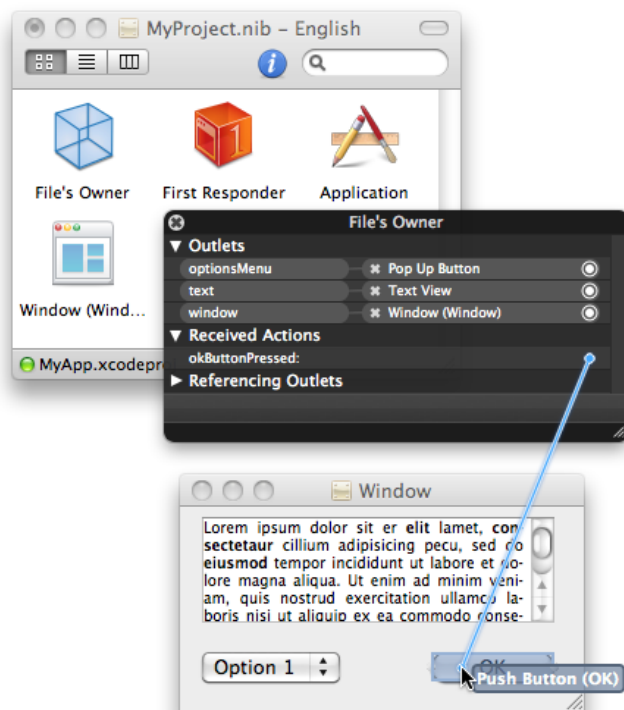 MyProject.nib – English
File's Owner
First Responder
Application
1
Window (Wind...
MyApp.xcodepr
File's Owner
Outlets
optionsMenu
Pop Up Button
text
Text View
window
Window (Window)
Received Actions
okButtonPressed:
Referencing Outlets
Window
Lorem ipsum dolor sit er elit lamet, con-
sectetaur cillium adipisicing pecu, sed do
eiusmod tempor incididunt ut labore et do-
lore magna aliqua. Ut enim ad minim veni-
am, quis nostrud exercitation ullamco la-
boris nisi ut aliquip ex ea commodo conse-
Option 1
OK
Push Button (OK)